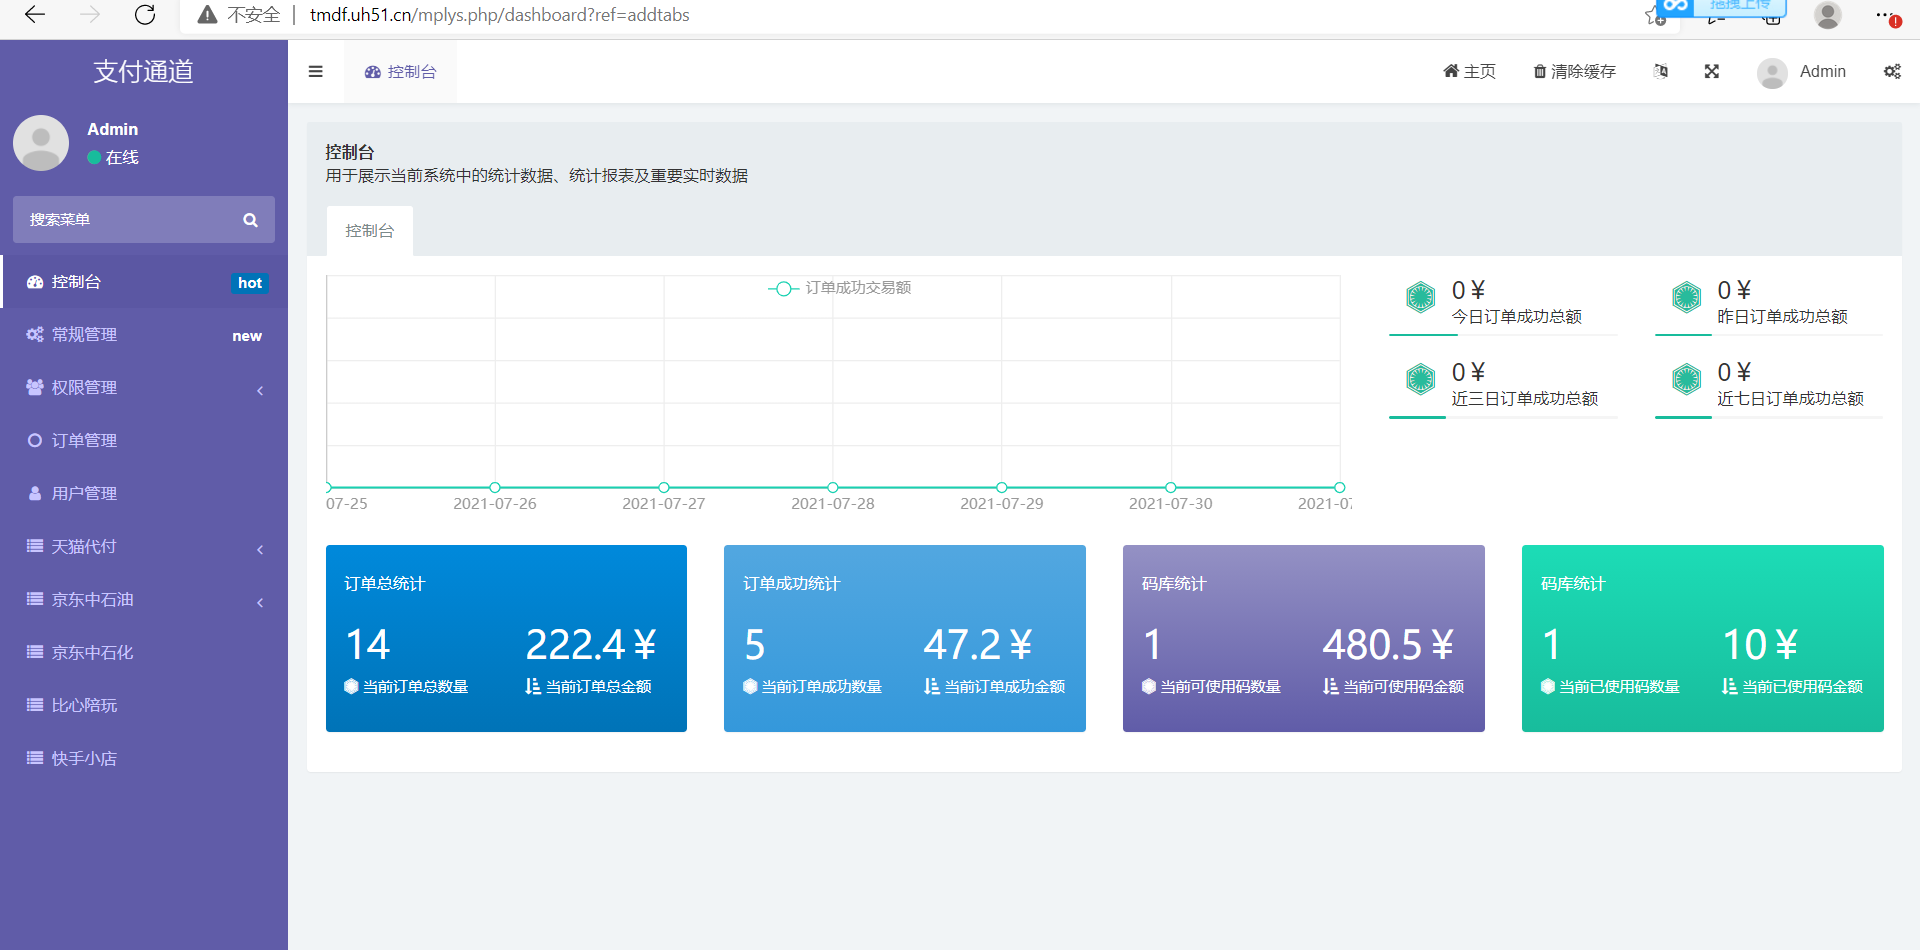 不安全 tmdf.uh51.cn/mplys.php/dashboard?ref=addtabs
拖拽上传
支付通道
控制台
主页
清除缓存
Admin
Admin
在线
搜索菜单
控制台 hot
常规管理 new
权限管理
订单管理
用户管理
天猫代付
京东中石油
京东中石化
比心陪玩
快手小店
控制台
用于展示当前系统中的统计数据、统计报表及重要实时数据
控制台
订单成功交易额
07-25 2021-07-26 2021-07-27 2021-07-28 2021-07-29 2021-07-30 2021-07
0 ¥
今日订单成功总额
0 ¥
昨日订单成功总额
0 ¥
近三日订单成功总额
0 ¥
近七日订单成功总额
订单总统计
14 222.4 ¥
当前订单总数量 当前订单总金额
订单成功统计
5 47.2 ¥
当前订单成功数量 当前订单成功金额
码库统计
1 480.5 ¥
当前可使用码数量 当前可使用码金额
码库统计
1 10 ¥
当前已使用码数量 当前已使用码金额